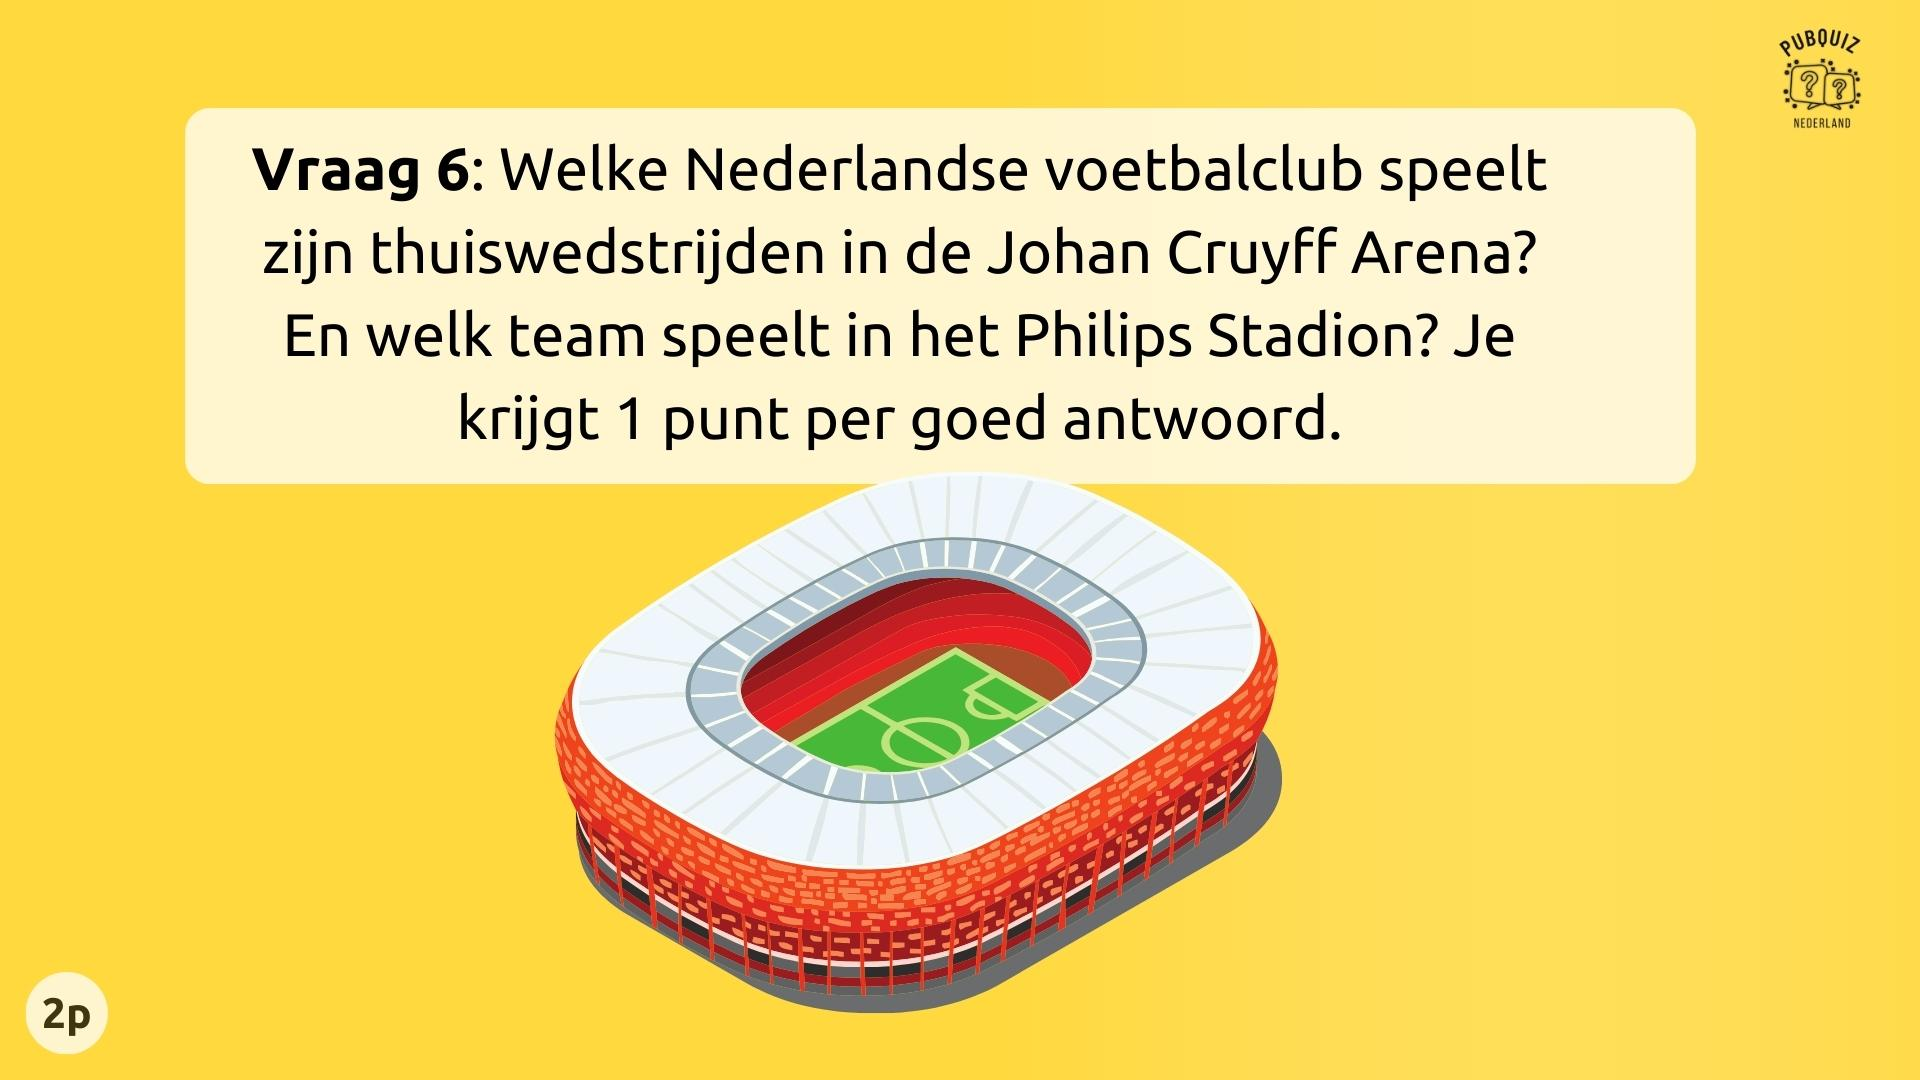 PUBQUIZ
? ?
NEDERLAND
Vraag 6: Welke Nederlandse voetbalclub speelt
zijn thuiswedstrijden in de Johan Cruyff Arena?
En welk team speelt in het Philips Stadion? Je
krijgt 1 punt per goed antwoord.
2p